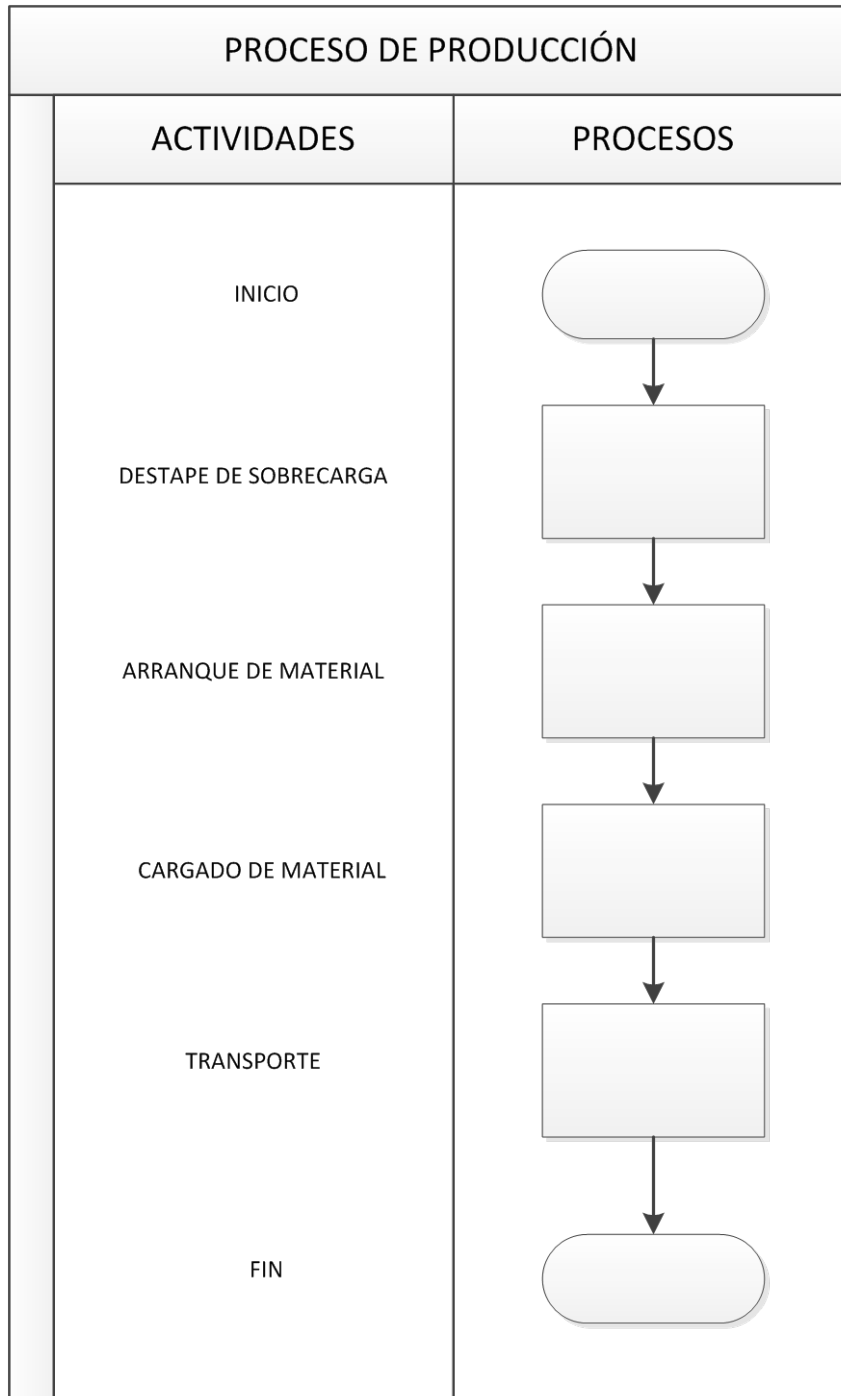 PROCESO DE PRODUCCIÓN
ACTIVIDADES
PROCESOS
INICIO
DESTAPE DE SOBRECARGA
ARRANQUE DE MATERIAL
CARGADO DE MATERIAL
TRANSPORTE
FIN